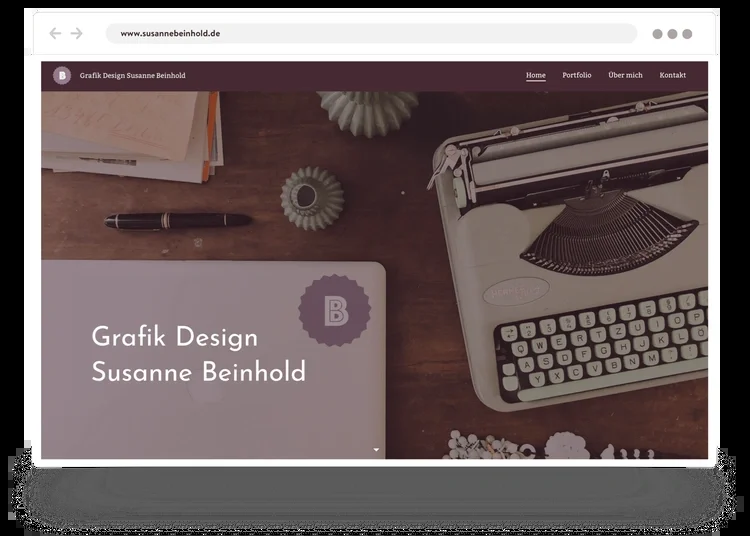 www.susannebeinhold.de
B Grafik Design Susanne Beinhold
Home Portfolio Über mich Kontakt
B
Grafik Design
Susanne Beinhold
Q W E R T Z U I O P
A S D F G H J K L
Y X C V B N M